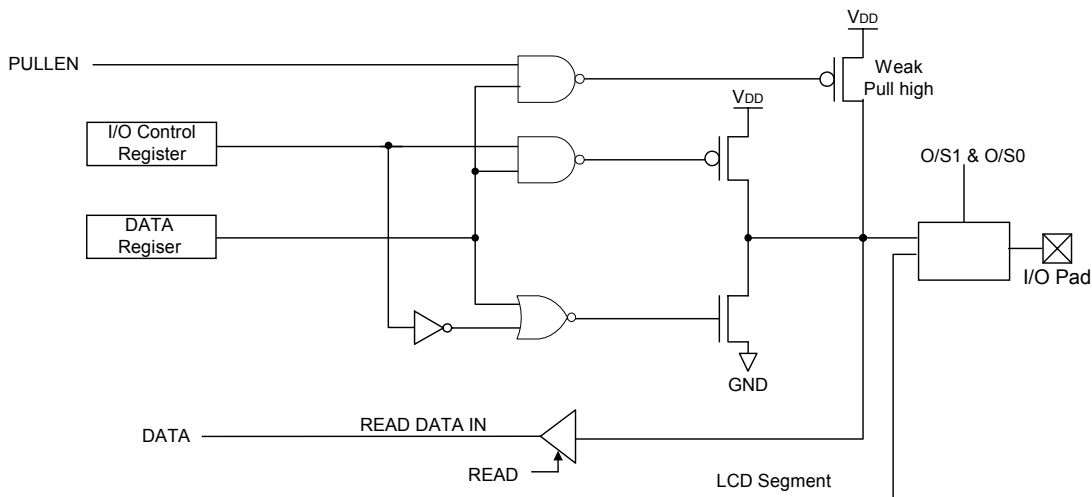 VDD
PULLEN
Weak
Pull high
VDD
I/O Control
Register
O/S1 & O/S0
DATA
Regiser
I/O Pad
GND
DATA
READ DATA IN
READ
LCD Segment